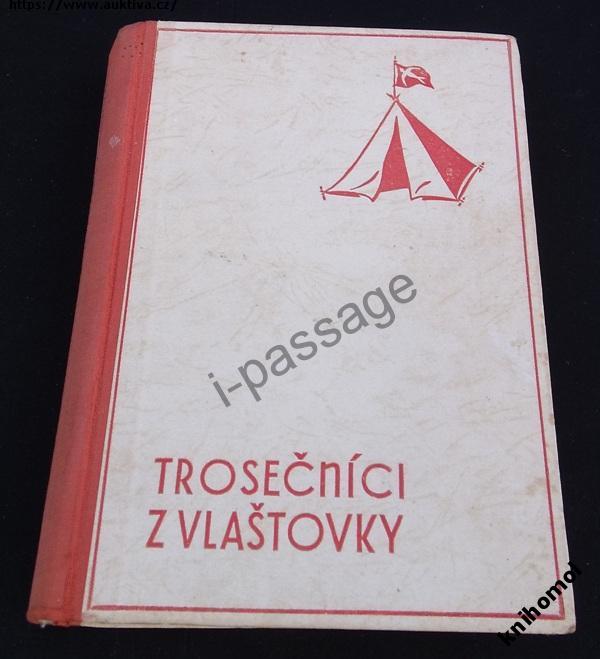 https://www.auktiva.cz/
i-passage
TROSEČNÍCI
Z VLAŠTOVKY
knihomol